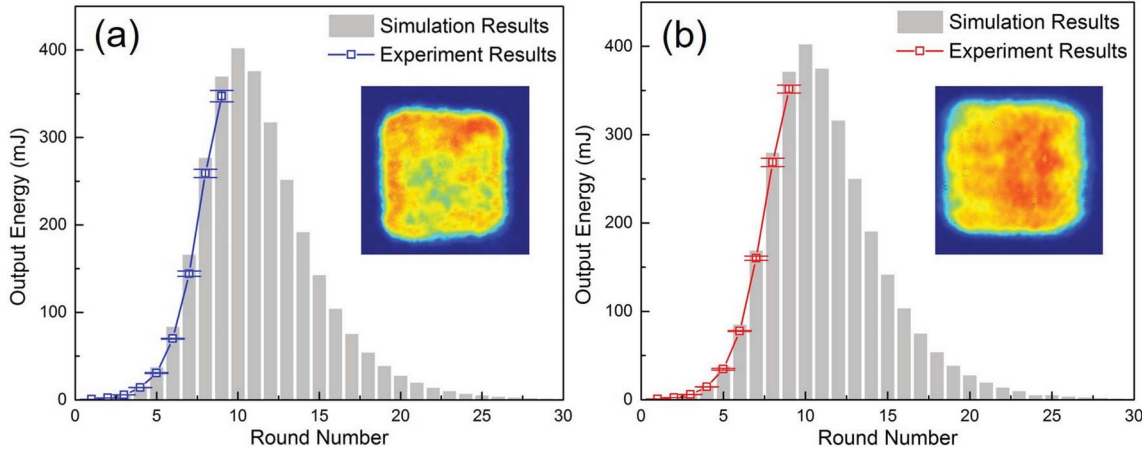 (a)
Simulation Results
Experiment Results
400
300
200
100
0
Output Energy (mJ)
0 5 10 15 20 25 30
Round Number
(b)
Simulation Results
Experiment Results
400
300
200
100
0
Output Energy (mJ)
0 5 10 15 20 25 30
Round Number